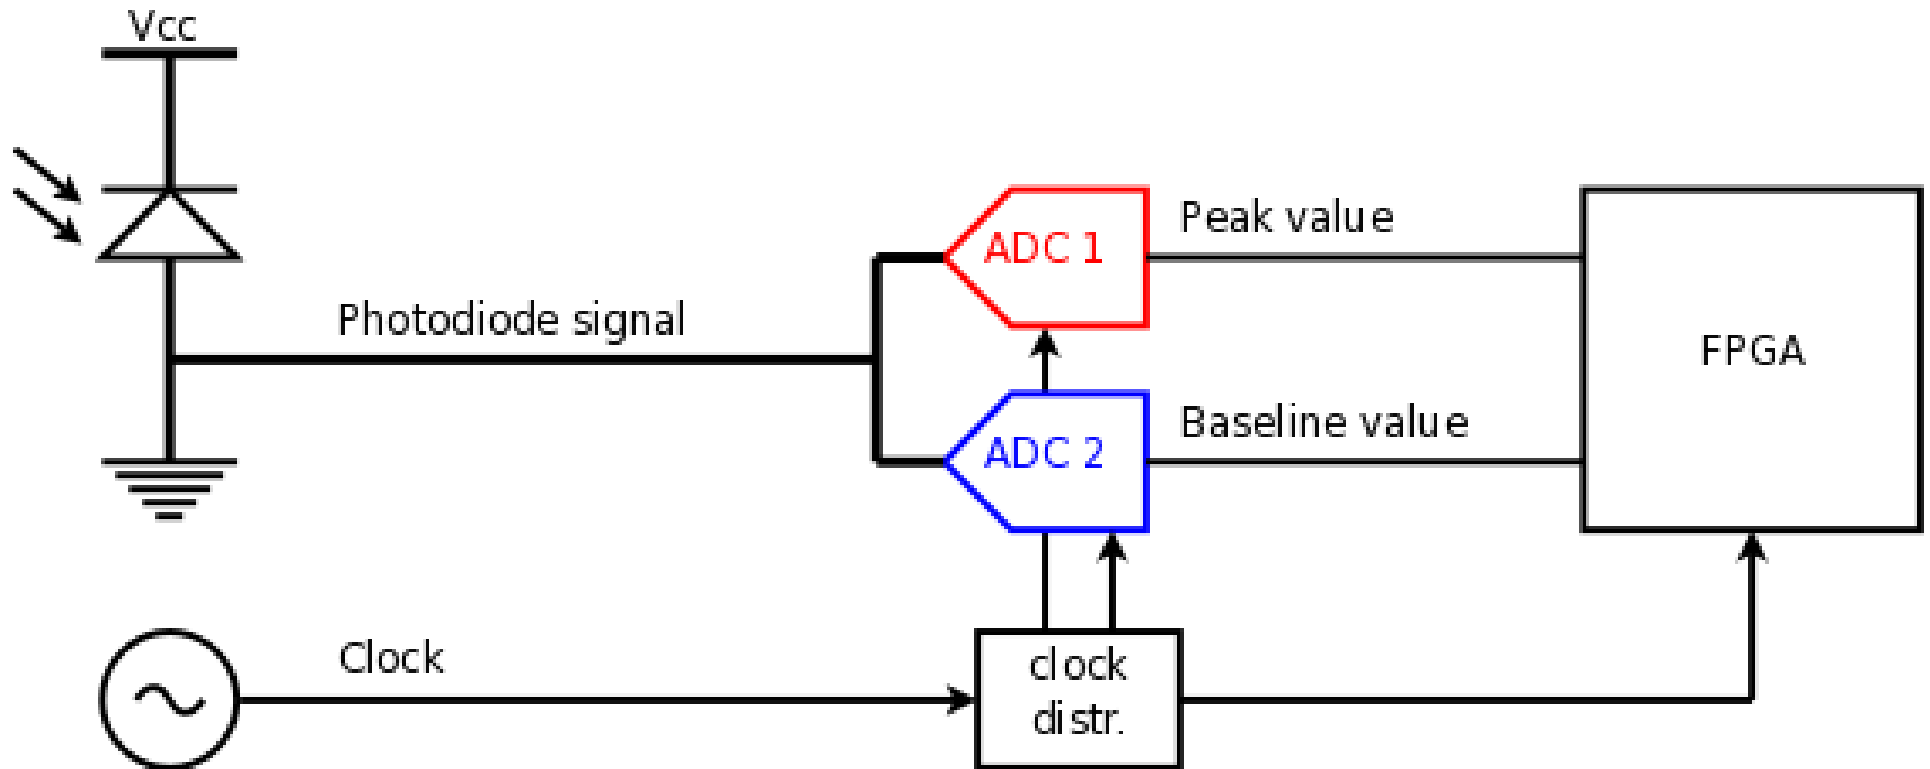 Vcc
Peak value
ADC 1
Photodiode signal
FPGA
Baseline value
ADC 2
Clock
clock
distr.